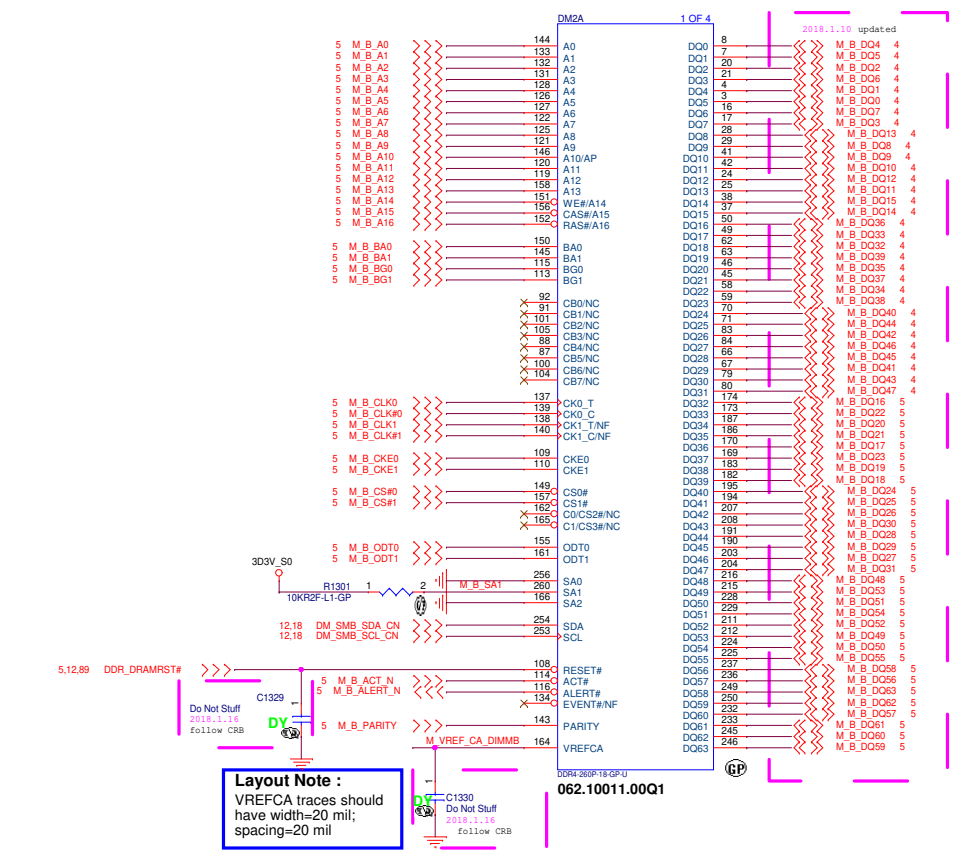 DM2A 1 OF 4
5 M_B_A0 144 A0
5 M_B_A1 133 A1
5 M_B_A2 132 A2
5 M_B_A3 131 A3
5 M_B_A4 128 A4
5 M_B_A5 126 A5
5 M_B_A6 127 A6
5 M_B_A7 122 A7
5 M_B_A8 125 A8
5 M_B_A9 121 A9
5 M_B_A10 146 A10/AP
5 M_B_A11 120 A11
5 M_B_A12 119 A12
5 M_B_A13 158 A13
5 M_B_A14 151 WE#/A14
5 M_B_A15 156 CAS#/A15
5 M_B_A16 152 RAS#/A16
5 M_B_BA0 150 BA0
5 M_B_BA1 145 BA1
5 M_B_BG0 115 BG0
5 M_B_BG1 113 BG1
92 CB0/NC
91 CB1/NC
101 CB2/NC
105 CB3/NC
88 CB4/NC
87 CB5/NC
100 CB6/NC
104 CB7/NC
5 M_B_CLK0 137 CK0_T
5 M_B_CLK#0 139 CK0_C
5 M_B_CLK1 138 CK1_T/NF
5 M_B_CLK#1 140 CK1_C/NF
5 M_B_CKE0 109 CKE0
5 M_B_CKE1 110 CKE1
5 M_B_CS#0 149 CS0#
5 M_B_CS#1 157 CS1#
162 C0/CS2#/NC
165 C1/CS3#/NC
5 M_B_ODT0 155 ODT0
5 M_B_ODT1 161 ODT1
3D3V_S0
R1301 1 2
10KR2F-L1-GP
M_B_SA1
256 SA0
260 SA1
166 SA2
12,18 DM_SMB_SDA_CN 254 SDA
12,18 DM_SMB_SCL_CN 253 SCL
5,12,89 DDR_DRAMRST# 108 RESET#
5 M_B_ACT_N 114 ACT#
5 M_B_ALERT_N 116 ALERT#
134 EVENT#/NF
5 M_B_PARITY 143 PARITY
M_VREF_CA_DIMMB 164 VREFCA
C1329 1
Do Not Stuff
2018.1.16
follow CRB
DY
C1330 1
DY
Do Not Stuff
2018.1.16
follow CRB
Layout Note :
VREFCA traces should
have width=20 mil;
spacing=20 mil
DDR4-260P-18-GP-U
062.10011.00Q1
GP
2018.1.10 updated
DQ0 8 M_B_DQ4 4
DQ1 7 M_B_DQ5 4
DQ2 20 M_B_DQ2 4
DQ3 21 M_B_DQ6 4
DQ4 4 M_B_DQ1 4
DQ5 3 M_B_DQ0 4
DQ6 16 M_B_DQ7 4
DQ7 17 M_B_DQ3 4
DQ8 28 M_B_DQ13 4
DQ9 29 M_B_DQ8 4
DQ10 41 M_B_DQ9 4
DQ11 42 M_B_DQ10 4
DQ12 24 M_B_DQ12 4
DQ13 25 M_B_DQ11 4
DQ14 38 M_B_DQ15 4
DQ15 37 M_B_DQ14 4
DQ16 50 M_B_DQ36 4
DQ17 49 M_B_DQ33 4
DQ18 62 M_B_DQ32 4
DQ19 63 M_B_DQ39 4
DQ20 46 M_B_DQ35 4
DQ21 45 M_B_DQ37 4
DQ22 58 M_B_DQ34 4
DQ23 59 M_B_DQ38 4
DQ24 70 M_B_DQ40 4
DQ25 71 M_B_DQ44 4
DQ26 83 M_B_DQ42 4
DQ27 84 M_B_DQ46 4
DQ28 66 M_B_DQ45 4
DQ29 67 M_B_DQ41 4
DQ30 79 M_B_DQ43 4
DQ31 80 M_B_DQ47 4
DQ32 174 M_B_DQ16 5
DQ33 173 M_B_DQ22 5
DQ34 187 M_B_DQ20 5
DQ35 186 M_B_DQ21 5
DQ36 170 M_B_DQ17 5
DQ37 169 M_B_DQ23 5
DQ38 183 M_B_DQ19 5
DQ39 182 M_B_DQ18 5
DQ40 195 M_B_DQ24 5
DQ41 194 M_B_DQ25 5
DQ42 207 M_B_DQ26 5
DQ43 208 M_B_DQ30 5
DQ44 191 M_B_DQ28 5
DQ45 190 M_B_DQ29 5
DQ46 203 M_B_DQ27 5
DQ47 204 M_B_DQ31 5
DQ48 216 M_B_DQ48 5
DQ49 215 M_B_DQ53 5
DQ50 228 M_B_DQ51 5
DQ51 229 M_B_DQ54 5
DQ52 211 M_B_DQ52 5
DQ53 212 M_B_DQ49 5
DQ54 224 M_B_DQ50 5
DQ55 225 M_B_DQ55 5
DQ56 237 M_B_DQ58 5
DQ57 236 M_B_DQ56 5
DQ58 249 M_B_DQ63 5
DQ59 250 M_B_DQ62 5
DQ60 232 M_B_DQ57 5
DQ61 233 M_B_DQ61 5
DQ62 245 M_B_DQ60 5
DQ63 246 M_B_DQ59 5